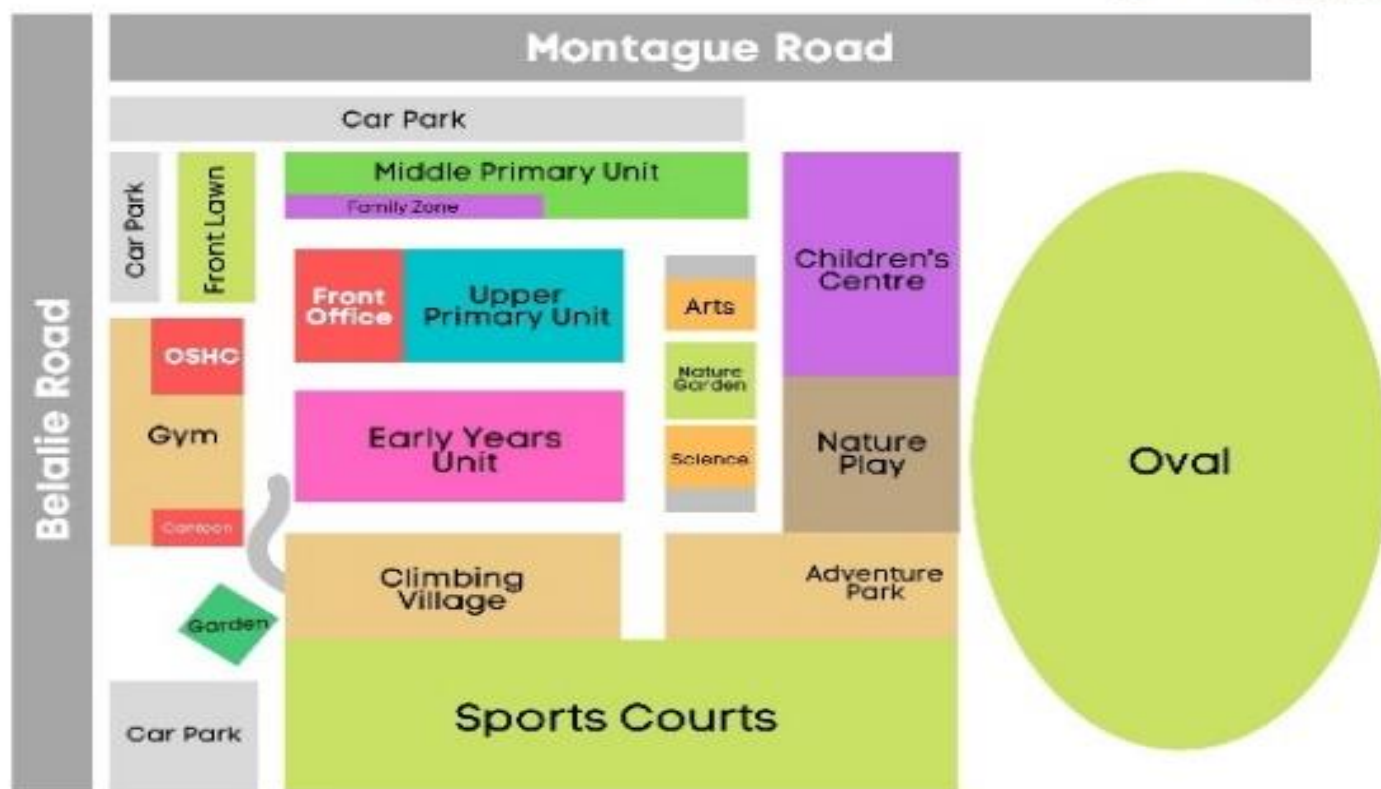 Montague Road
Car Park
Middle Primary Unit
Family Zone
Car Park
Front Lawn
Children's
Centre
Front
Office
Upper
Primary Unit
Arts
OSHC
Nature
Garden
Gym
Early Years
Unit
Science
Nature
Play
Oval
Belalie Road
Canteen
Climbing
Village
Adventure
Park
Garden
Sports Courts
Car Park